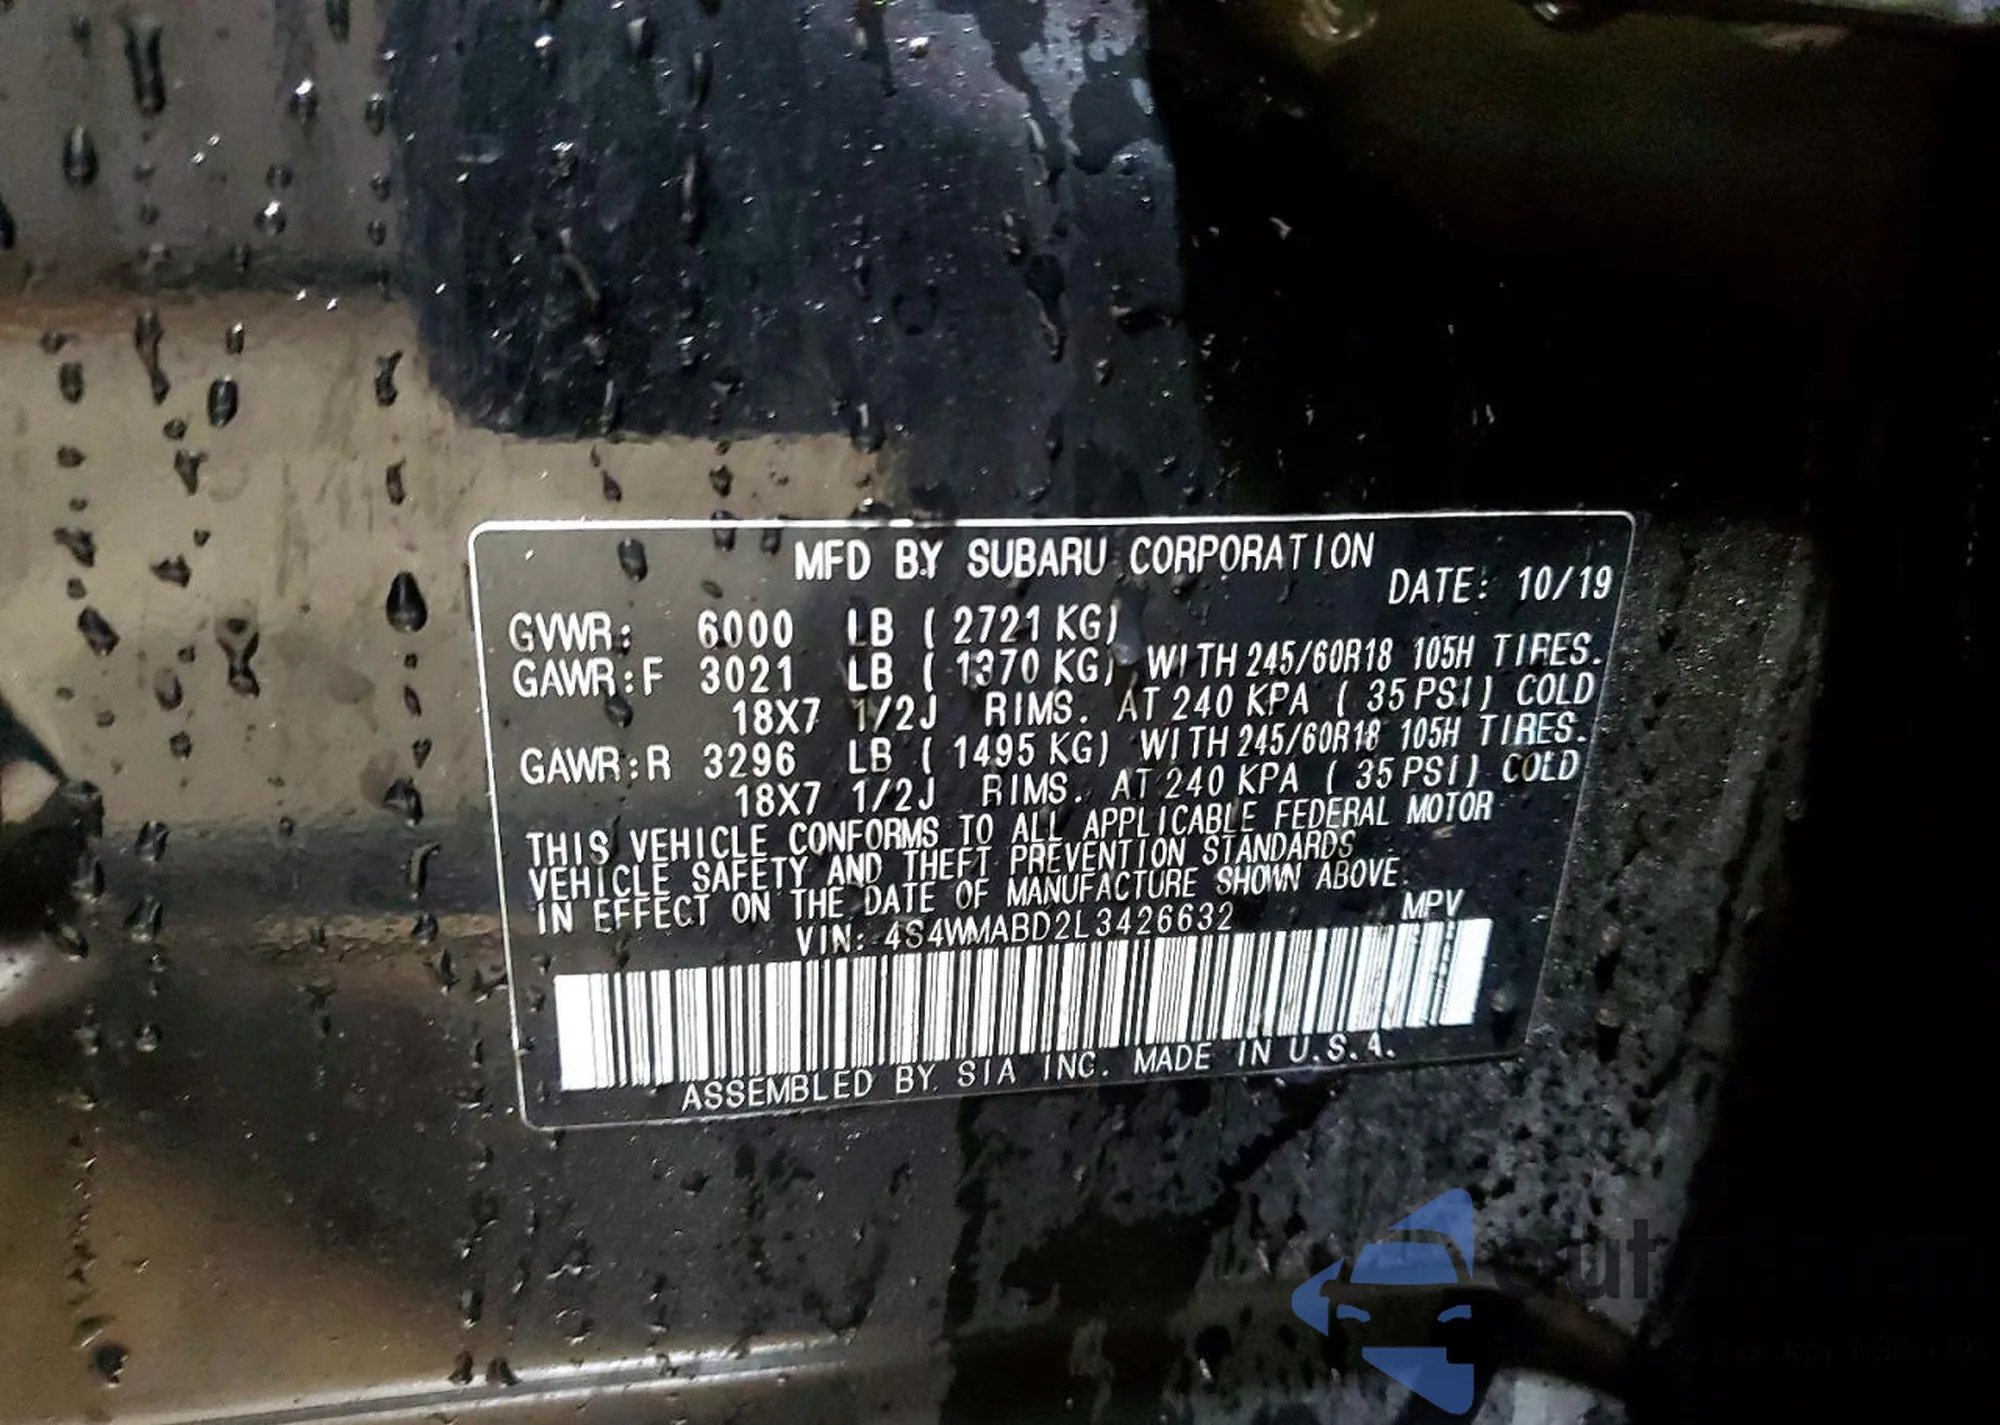 MFD BY SUBARU CORPORATION
DATE: 10/19
GVWR: 6000 LB ( 2721 KG)
GAWR:F 3021 LB ( 1370 KG) WITH 245/60R18 105H TIRES.
18X7 1/2J RIMS. AT 240 KPA ( 35 PSI) COLD
GAWR:R 3296 LB ( 1495 KG) WITH 245/60R18 105H TIRES.
18X7 1/2J RIMS. AT 240 KPA ( 35 PSI) COLD
THIS VEHICLE CONFORMS TO ALL APPLICABLE FEDERAL MOTOR
VEHICLE SAFETY AND THEFT PREVENTION STANDARDS
IN EFFECT ON THE DATE OF MANUFACTURE SHOWN ABOVE.
VIN: 4S4WMABD2L3426632 MPV
ASSEMBLED BY SIA INC. MADE IN U.S.A.